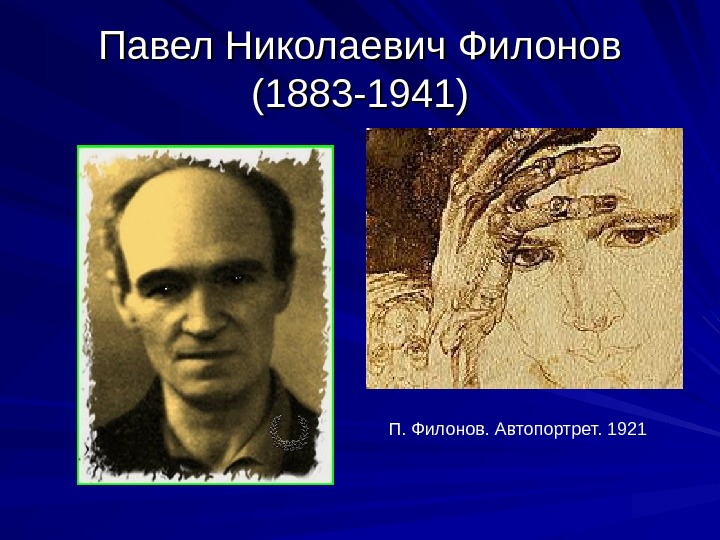 Павел Николаевич Филонов
(1883-1941)
П. Филонов. Автопортрет. 1921